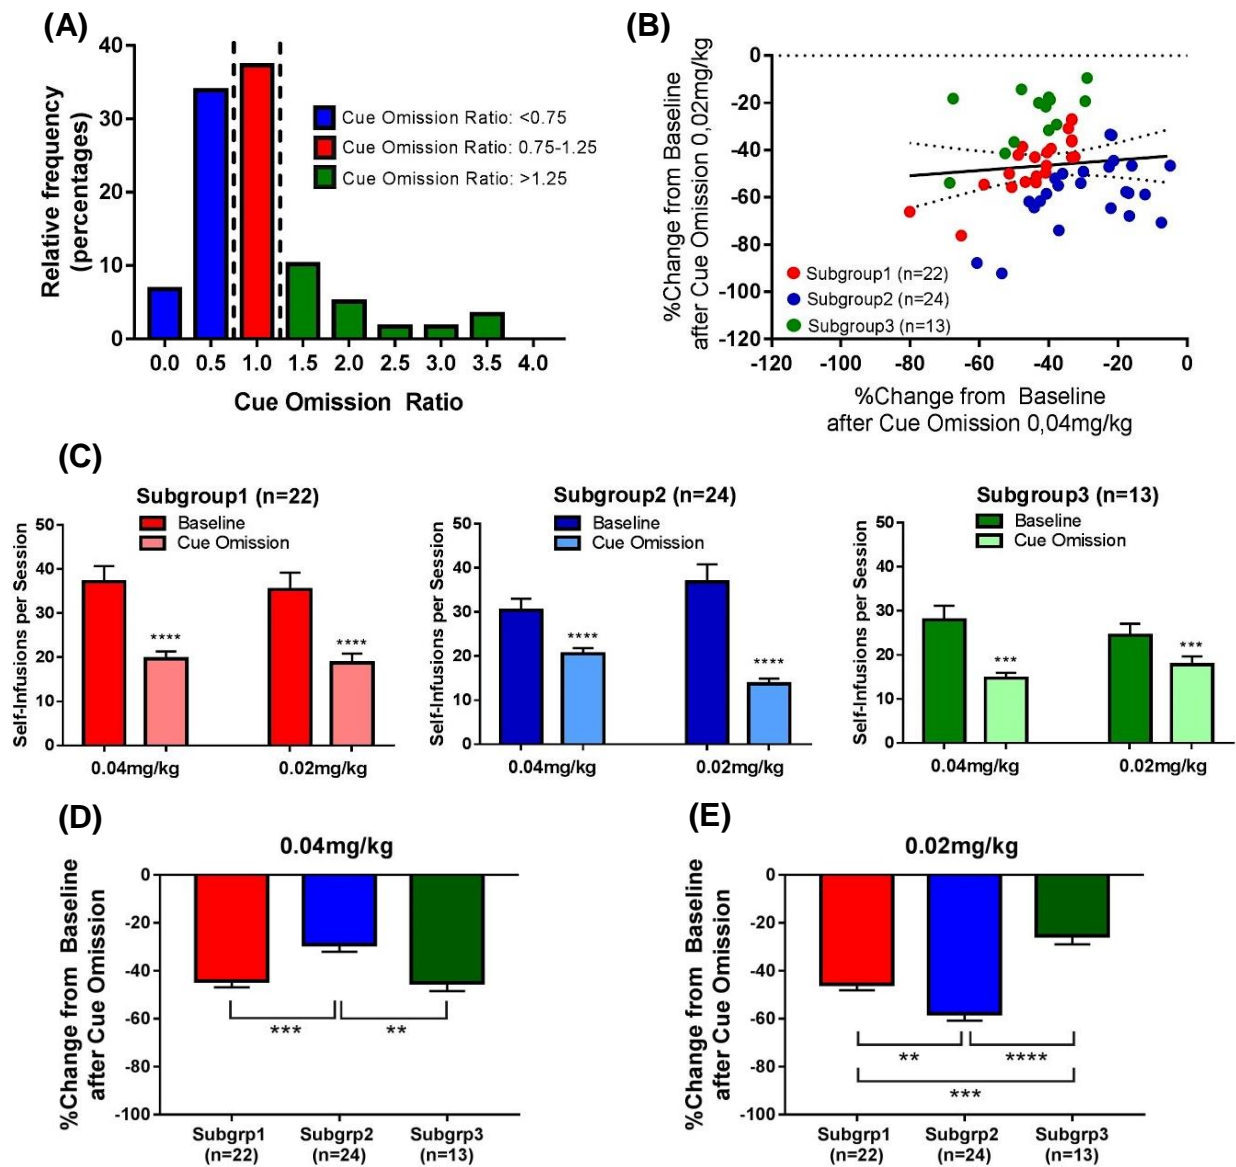 (A)
Relative frequency
(percentages)
40
30
20
10
0
Cue Omission Ratio: <0.75
Cue Omission Ratio: 0.75-1.25
Cue Omission Ratio: >1.25
0.0 0.5 1.0 1.5 2.0 2.5 3.0 3.5 4.0
Cue Omission Ratio
(B)
%Change from Baseline
after Cue Omission 0,02mg/kg
0
-20
-40
-60
-80
-100
-120
Subgroup1 (n=22)
Subgroup2 (n=24)
Subgroup3 (n=13)
-120 -100 -80 -60 -40 -20 0
%Change from Baseline
after Cue Omission 0,04mg/kg
(C)
Subgroup1 (n=22)
Baseline
Cue Omission
Self-Infusions per Session
50
40
30
20
10
0
**** ****
0.04mg/kg 0.02mg/kg
Subgroup2 (n=24)
Baseline
Cue Omission
Self-Infusions per Session
50
40
30
20
10
0
**** ****
0.04mg/kg 0.02mg/kg
Subgroup3 (n=13)
Baseline
Cue Omission
Self-Infusions per Session
50
40
30
20
10
0
*** ***
0.04mg/kg 0.02mg/kg
(D)
0.04mg/kg
%Change from Baseline
after Cue Omission
0
-20
-40
-60
-80
-100
*** **
Subgrp1 Subgrp2 Subgrp3
(n=22) (n=24) (n=13)
(E)
0.02mg/kg
%Change from Baseline
after Cue Omission
0
-20
-40
-60
-80
-100
** ****
***
Subgrp1 Subgrp2 Subgrp3
(n=22) (n=24) (n=13)